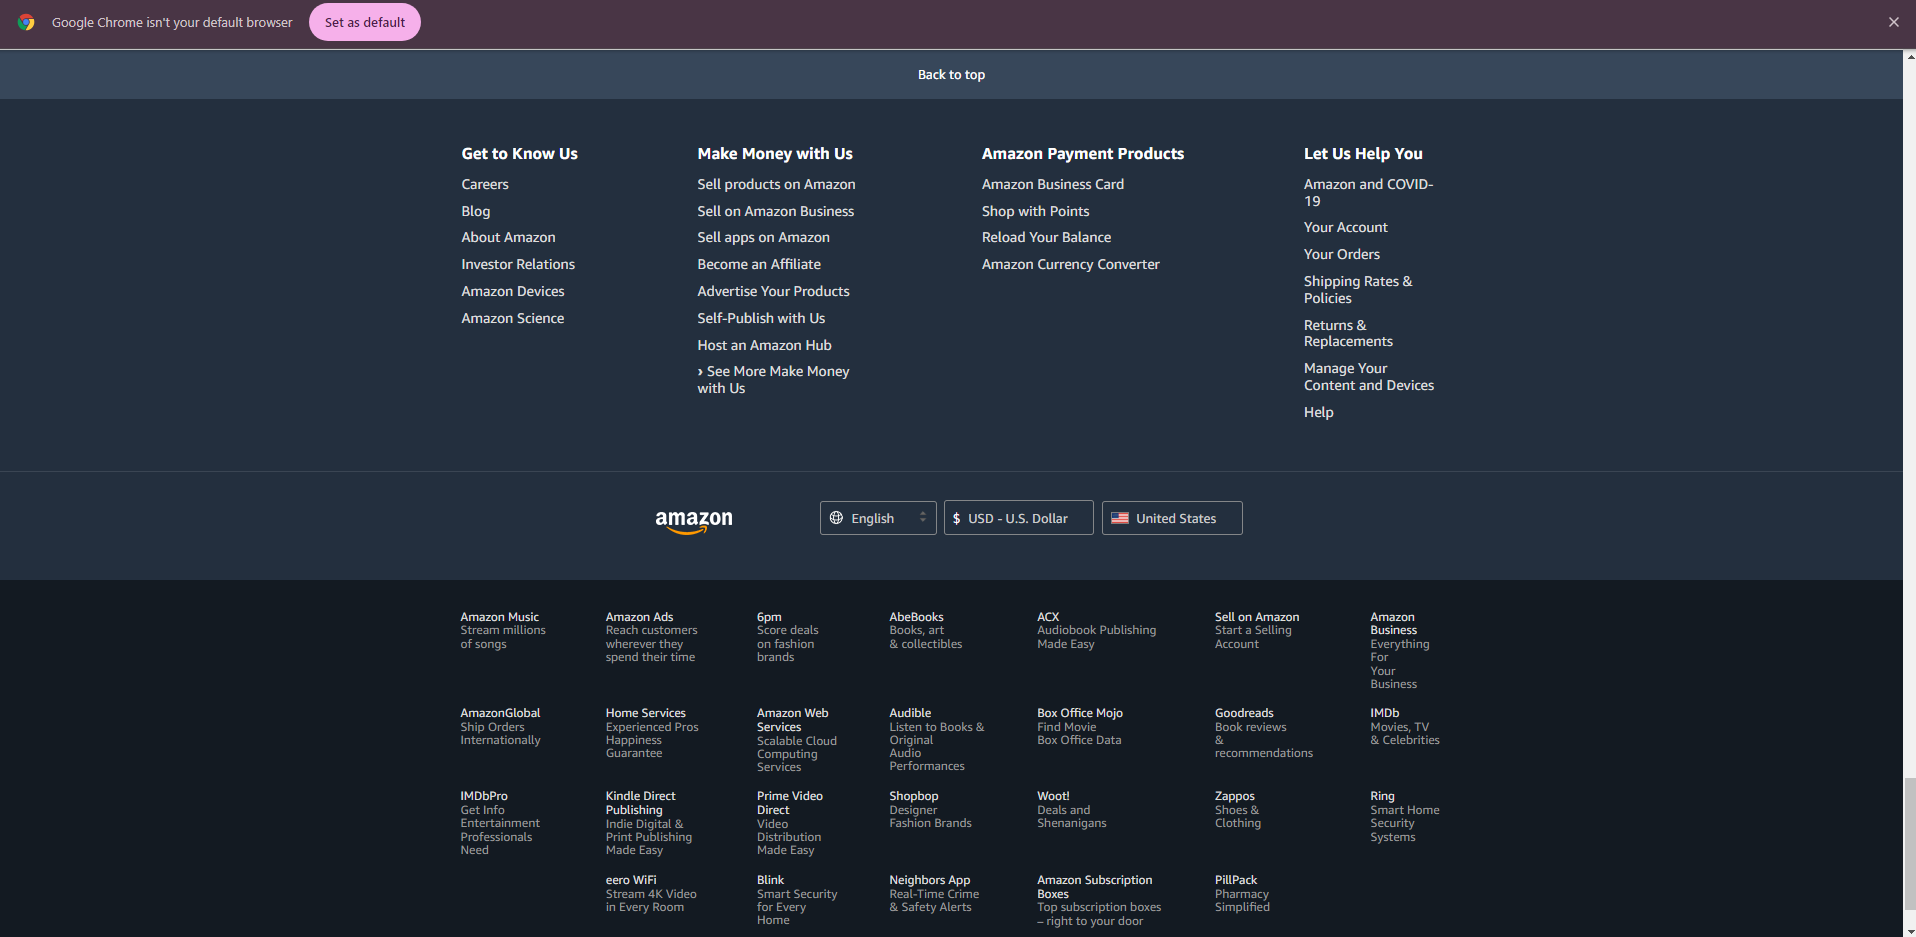 Google Chrome isn't your default browser
Set as default
Back to top
Get to Know Us
Careers
Blog
About Amazon
Investor Relations
Amazon Devices
Amazon Science
Make Money with Us
Sell products on Amazon
Sell on Amazon Business
Sell apps on Amazon
Become an Affiliate
Advertise Your Products
Self-Publish with Us
Host an Amazon Hub
› See More Make Money
with Us
Amazon Payment Products
Amazon Business Card
Shop with Points
Reload Your Balance
Amazon Currency Converter
Let Us Help You
Amazon and COVID-
19
Your Account
Your Orders
Shipping Rates &
Policies
Returns &
Replacements
Manage Your
Content and Devices
Help
amazon
English
$ USD - U.S. Dollar
United States
Amazon Music
Stream millions
of songs
Amazon Ads
Reach customers
wherever they
spend their time
6pm
Score deals
on fashion
brands
AbeBooks
Books, art
& collectibles
ACX
Audiobook Publishing
Made Easy
Sell on Amazon
Start a Selling
Account
Amazon
Business
Everything
For
Your
Business
AmazonGlobal
Ship Orders
Internationally
Home Services
Experienced Pros
Happiness
Guarantee
Amazon Web
Services
Scalable Cloud
Computing
Services
Audible
Listen to Books &
Original
Audio
Performances
Box Office Mojo
Find Movie
Box Office Data
Goodreads
Book reviews
&
recommendations
IMDb
Movies, TV
& Celebrities
IMDbPro
Get Info
Entertainment
Professionals
Need
Kindle Direct
Publishing
Indie Digital &
Print Publishing
Made Easy
Prime Video
Direct
Video
Distribution
Made Easy
Shopbop
Designer
Fashion Brands
Woot!
Deals and
Shenanigans
Zappos
Shoes &
Clothing
Ring
Smart Home
Security
Systems
eero WiFi
Stream 4K Video
in Every Room
Blink
Smart Security
for Every
Home
Neighbors App
Real-Time Crime
& Safety Alerts
Amazon Subscription
Boxes
Top subscription boxes
– right to your door
PillPack
Pharmacy
Simplified